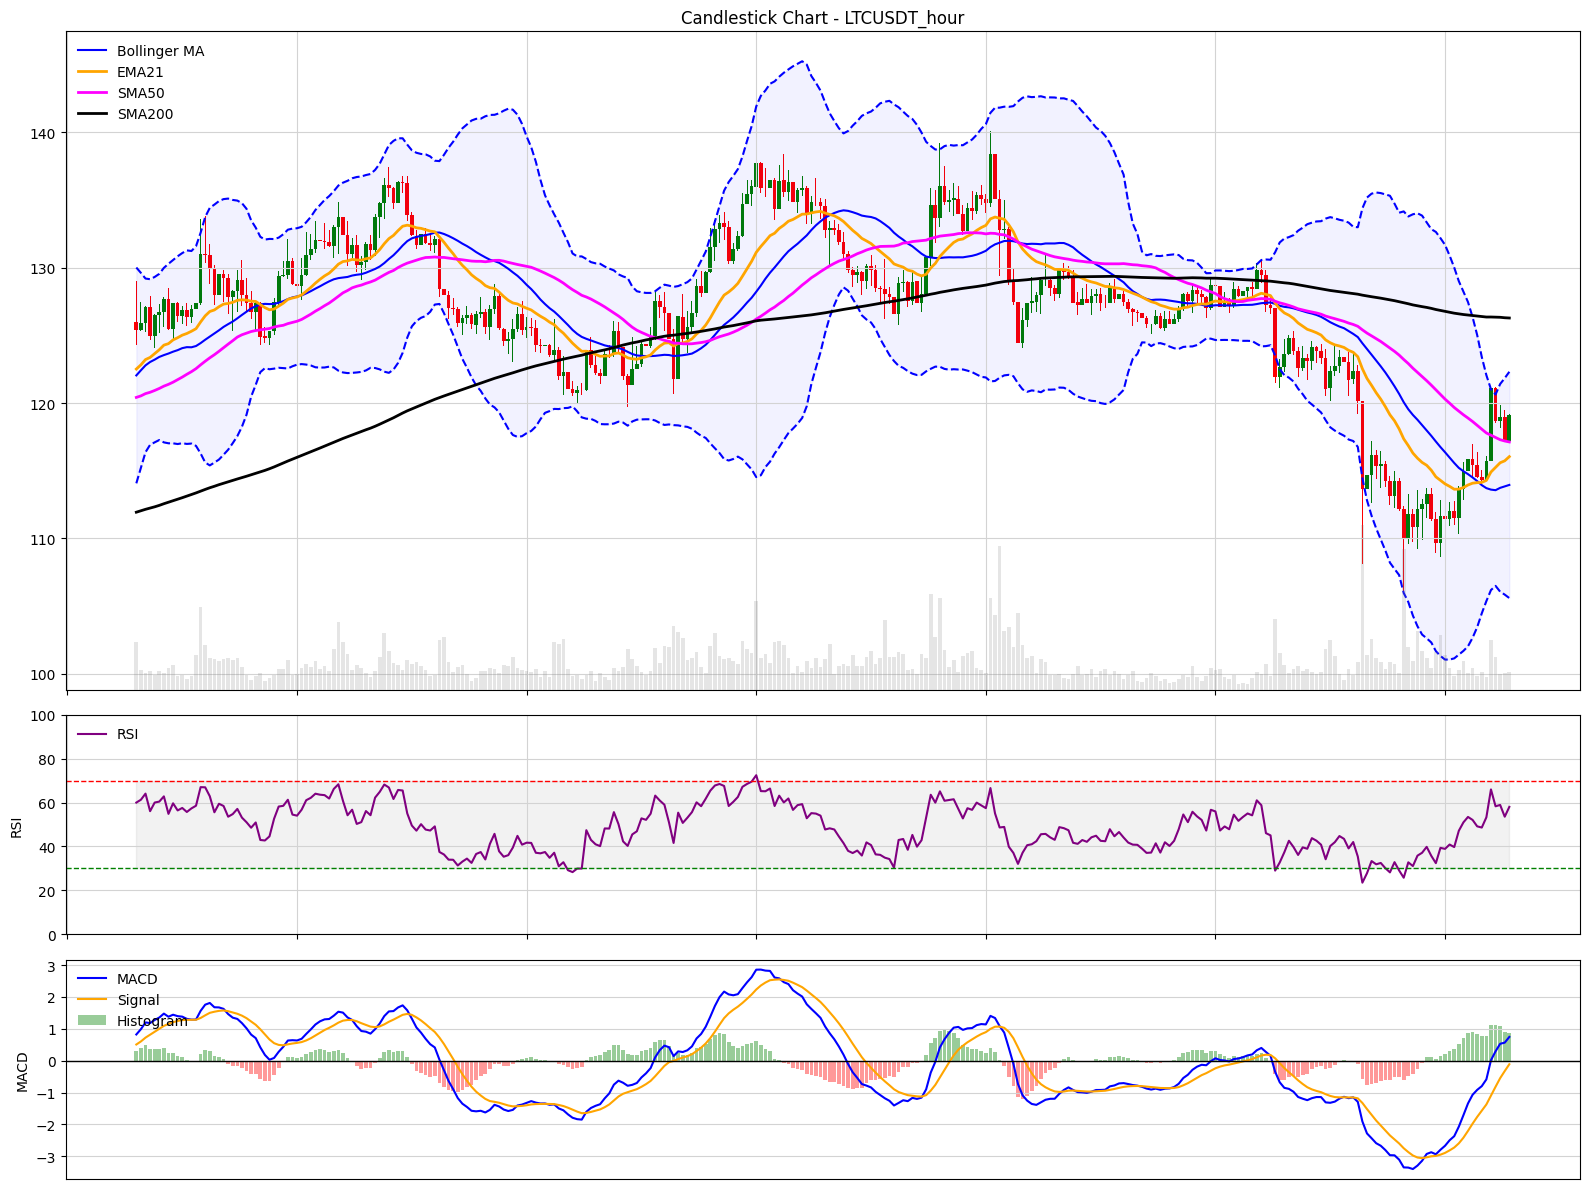 Candlestick Chart - LTCUSDT_hour
Bollinger MA
EMA21
SMA50
SMA200
140
130
120
110
100
RSI
100
80
60
40
20
0
RSI
MACD
Signal
Histogram
3
2
1
0
−1
−2
−3
MACD